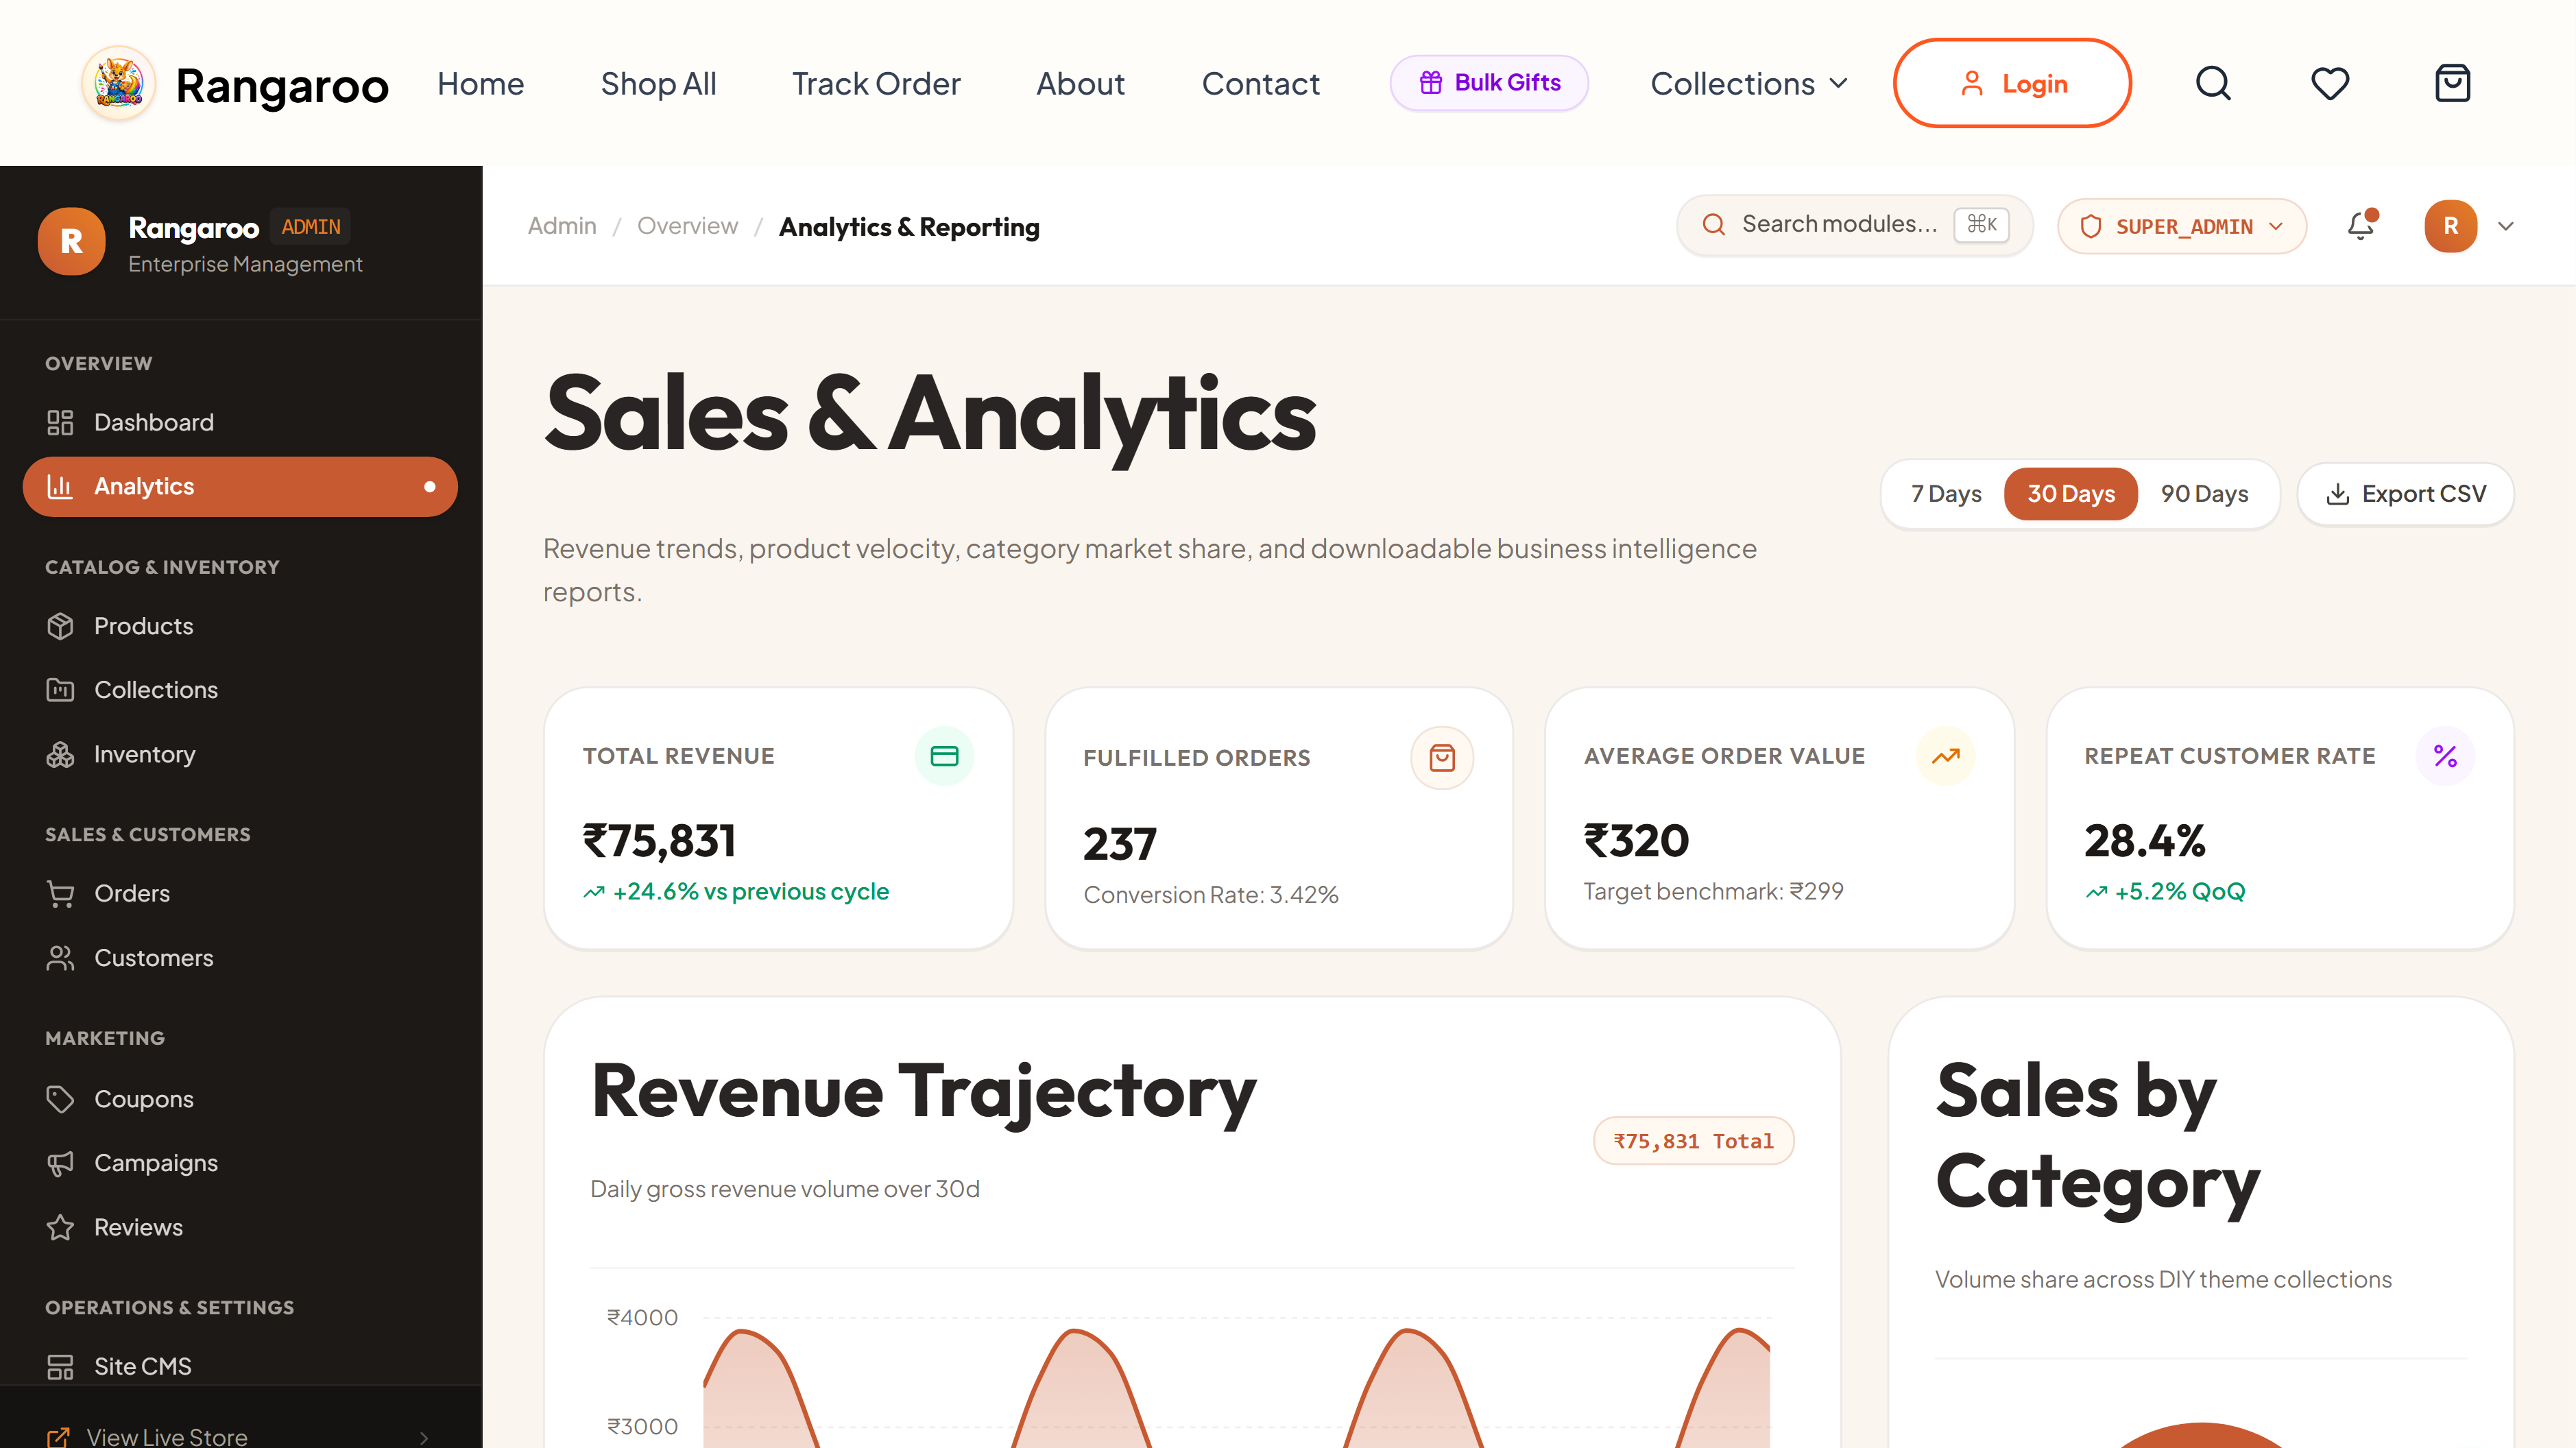 RANGAROO
Rangaroo
Home
Shop All
Track Order
About
Contact
Bulk Gifts
Collections
Login
R
Rangaroo
ADMIN
Enterprise Management
Admin / Overview / Analytics & Reporting
Search modules...
⌘K
SUPER_ADMIN
R
OVERVIEW
Dashboard
Analytics
CATALOG & INVENTORY
Products
Collections
Inventory
SALES & CUSTOMERS
Orders
Customers
MARKETING
Coupons
Campaigns
Reviews
OPERATIONS & SETTINGS
Site CMS
View Live Store
Sales & Analytics
Revenue trends, product velocity, category market share, and downloadable business intelligence
reports.
7 Days
30 Days
90 Days
Export CSV
TOTAL REVENUE
₹75,831
+24.6% vs previous cycle
FULFILLED ORDERS
237
Conversion Rate: 3.42%
AVERAGE ORDER VALUE
₹320
Target benchmark: ₹299
REPEAT CUSTOMER RATE
28.4%
+5.2% QoQ
Revenue Trajectory
Daily gross revenue volume over 30d
₹75,831 Total
₹4000
₹3000
Sales by
Category
Volume share across DIY theme collections